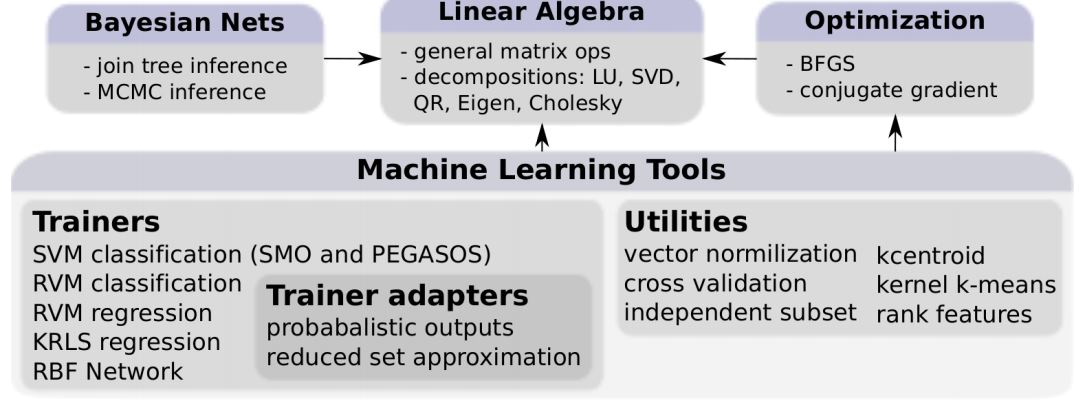 Bayesian Nets
- join tree inference
- MCMC inference
Linear Algebra
- general matrix ops
- decompositions: LU, SVD,
QR, Eigen, Cholesky
Optimization
- BFGS
- conjugate gradient
Machine Learning Tools
Trainers
SVM classification (SMO and PEGASOS)
RVM classification
RVM regression
KRLS regression
RBF Network
Trainer adapters
probabalistic outputs
reduced set approximation
Utilities
vector normilization
cross validation
independent subset
kcentroid
kernel k-means
rank features